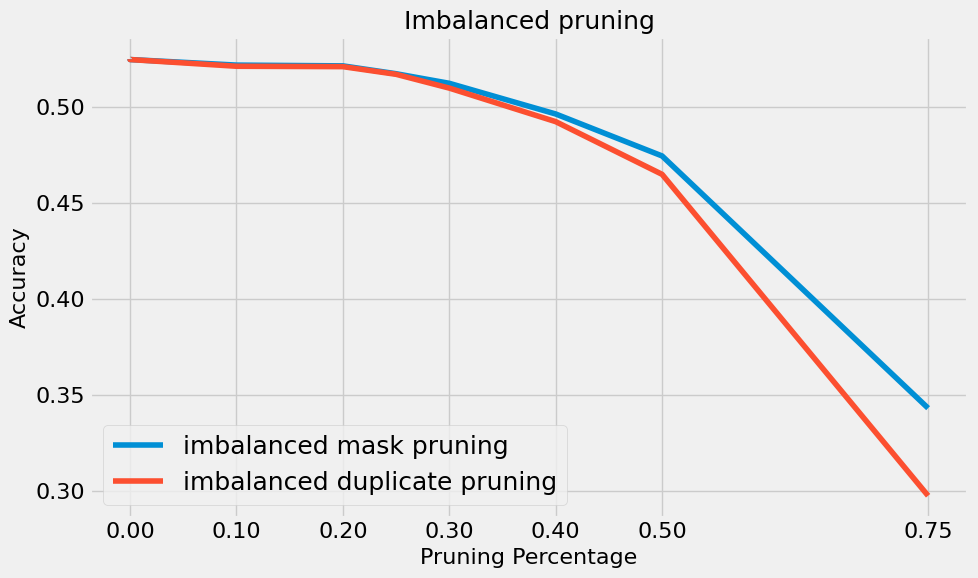 Imbalanced pruning
Accuracy
0.50
0.45
0.40
0.35
0.30
imbalanced mask pruning
imbalanced duplicate pruning
0.00 0.10 0.20 0.30 0.40 0.50 0.75
Pruning Percentage